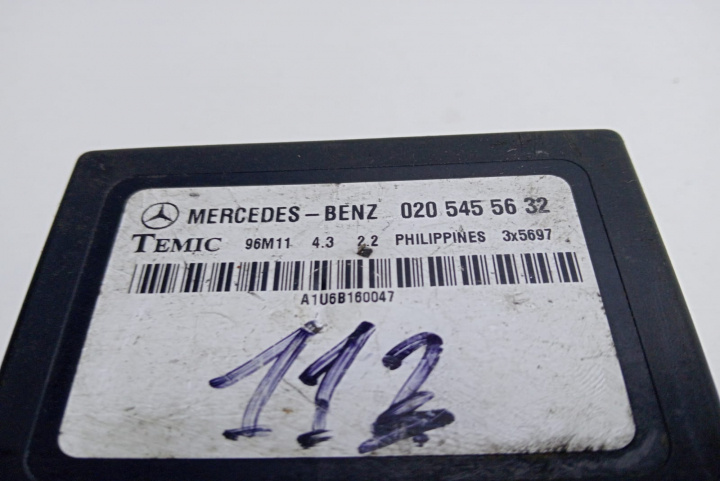 MERCEDES-BENZ 020 545 56 32
TEMIC 96M11 4.3 2.2 PHILIPPINES 3x5697
A1U6B160047
112